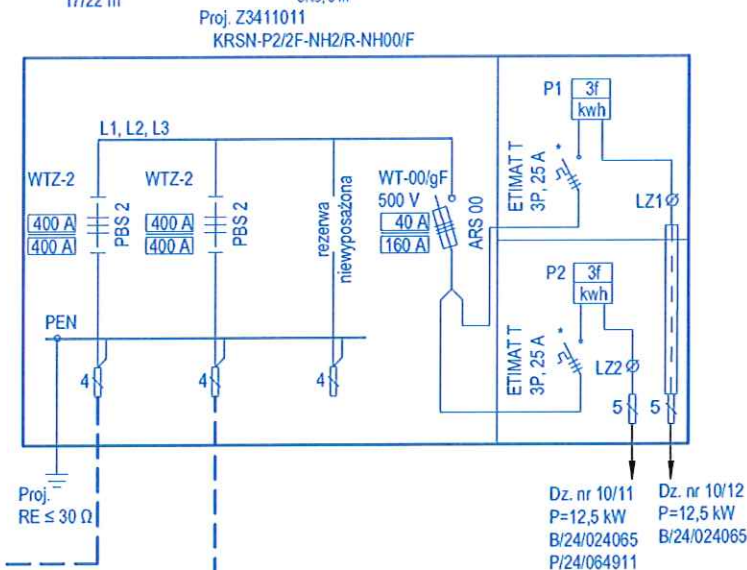 17/22 m
Proj. Z3411011
KRSN-P2/2F-NH2/R-NH00/F
L1, L2, L3
WTZ-2
400 A
400 A
PBS 2
WTZ-2
400 A
400 A
PBS 2
rezerwa
niewyposażona
WT-00/gF
500 V
40 A
160 A
ARS 00
P1
3f
kwh
ETIMAT T
3P, 25 A
*
LZ1
P2
3f
kwh
ETIMAT T
3P, 25 A
*
LZ2
PEN
4
4
4
5
5
Proj.
RE ≤ 30 Ω
Dz. nr 10/11
P=12,5 kW
B/24/024065
P/24/064911
Dz. nr 10/12
P=12,5 kW
B/24/024065